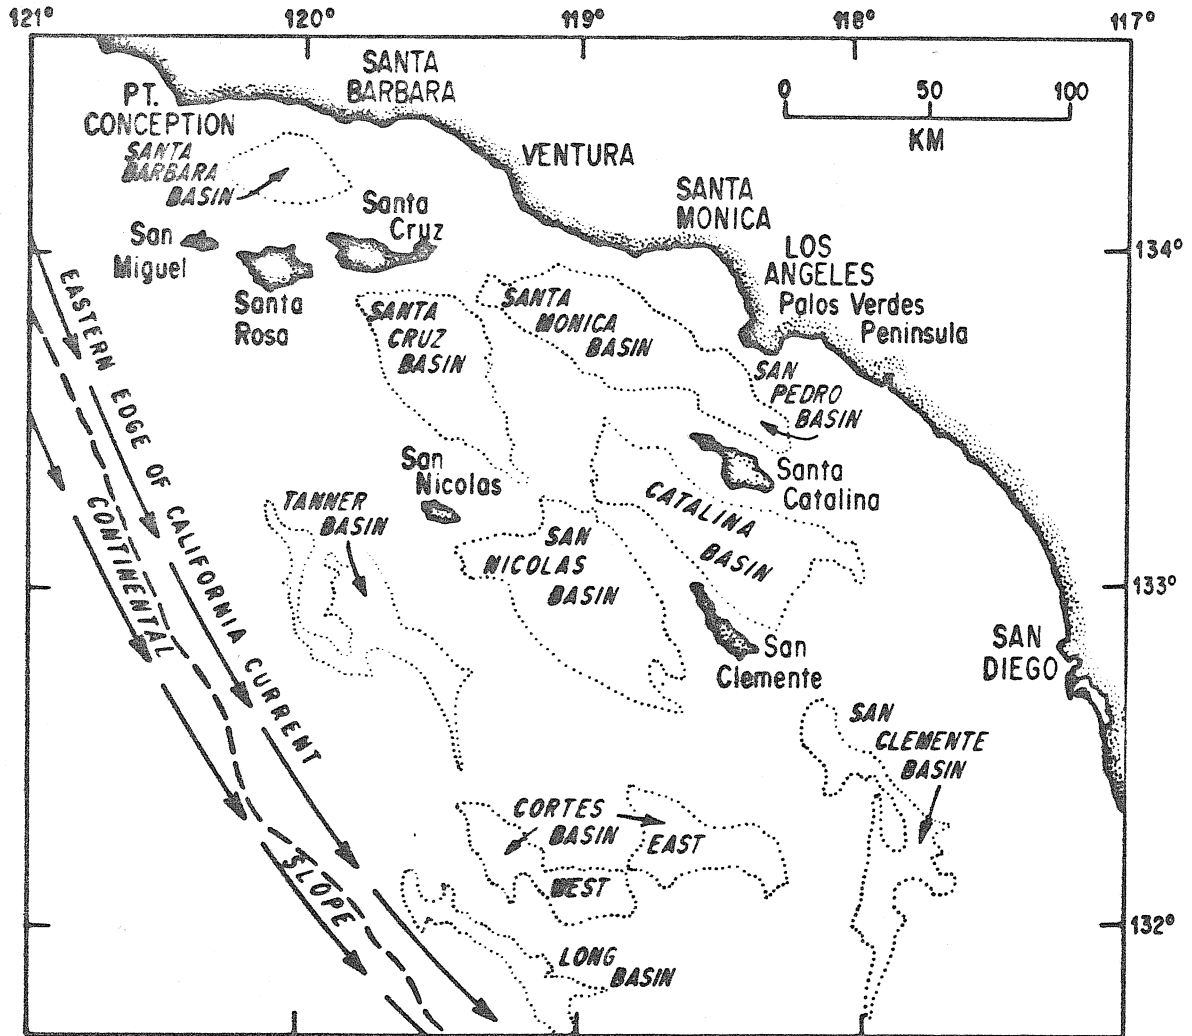 121°
120°
119°
118°
117°
SANTA
BARBARA
PT.
CONCEPTION
0 50 100
KM
SANTA
BARBARA
BASIN
VENTURA
SANTA
MONICA
Santa
Cruz
San
Miguel
LOS
ANGELES
134°
Santa
Rosa
Palos Verdes
Peninsula
SANTA
CRUZ
BASIN
SANTA
MONICA
BASIN
SAN
PEDRO
BASIN
EASTERN EDGE OF CALIFORNIA CURRENT
San
Nicolas
Santa
Catalina
TANNER
BASIN
CATALINA
BASIN
SAN
NICOLAS
BASIN
CONTINENTAL
SLOPE
133°
San
Clemente
SAN
DIEGO
SAN
CLEMENTE
BASIN
CORTES
BASIN
EAST
WEST
132°
LONG
BASIN